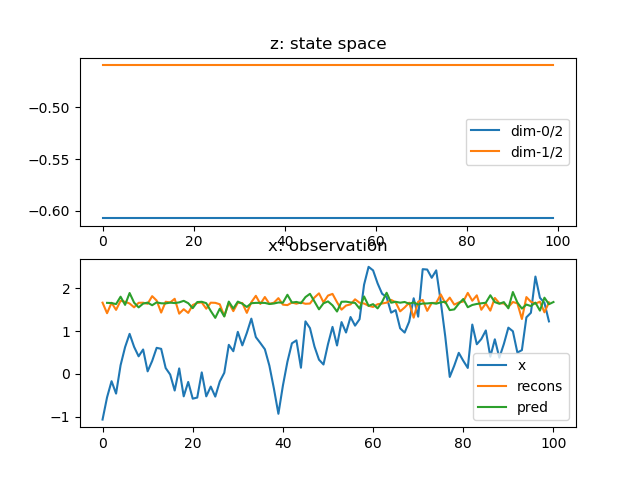 z: state space
−0.50
−0.55
−0.60
dim-0/2
dim-1/2
0 20 40 60 80 100
x: observation
2
1
0
−1
x
recons
pred
0 20 40 60 80 100